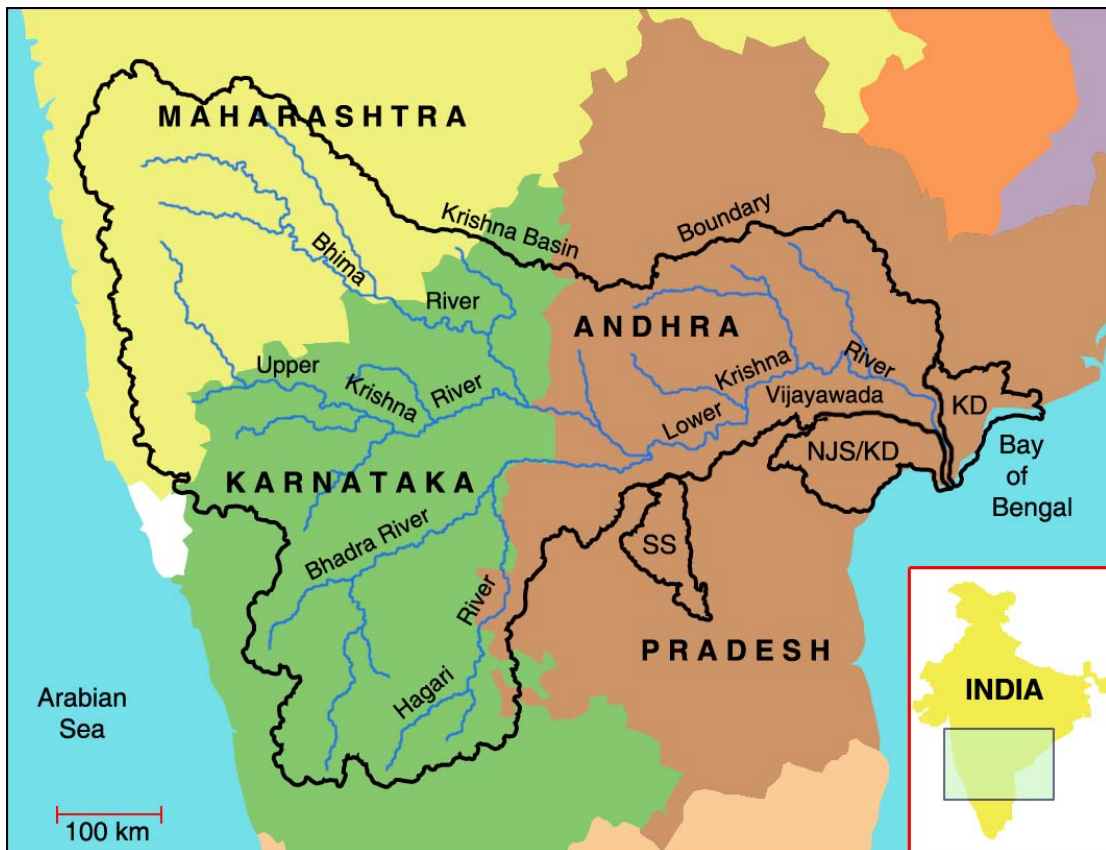 MAHARASHTRA
Krishna Basin
Boundary
Bhima
River
ANDHRA
Upper
Krishna
River
Krishna
River
Lower
Vijayawada
KD
NJS/KD
Bay
of
Bengal
KARNATAKA
Bhadra River
SS
River
Hagari
PRADESH
Arabian
Sea
INDIA
100 km